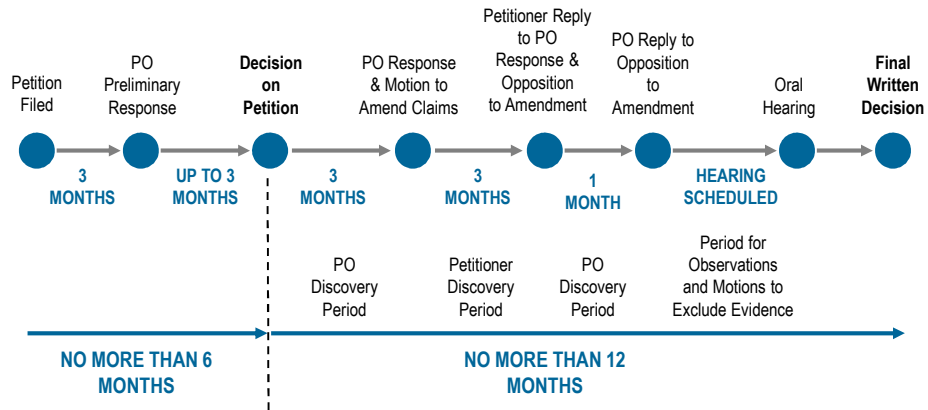 Petition
Filed
PO
Preliminary
Response
Decision
on
Petition
PO Response
& Motion to
Amend Claims
Petitioner Reply
to PO
Response &
Opposition
to Amendment
PO Reply to
Opposition
to
Amendment
Oral
Hearing
Final
Written
Decision
3
MONTHS
UP TO 3
MONTHS
3
MONTHS
3
MONTHS
1
MONTH
HEARING
SCHEDULED
PO
Discovery
Period
Petitioner
Discovery
Period
PO
Discovery
Period
Period for
Observations
and Motions to
Exclude Evidence
NO MORE THAN 6
MONTHS
NO MORE THAN 12
MONTHS